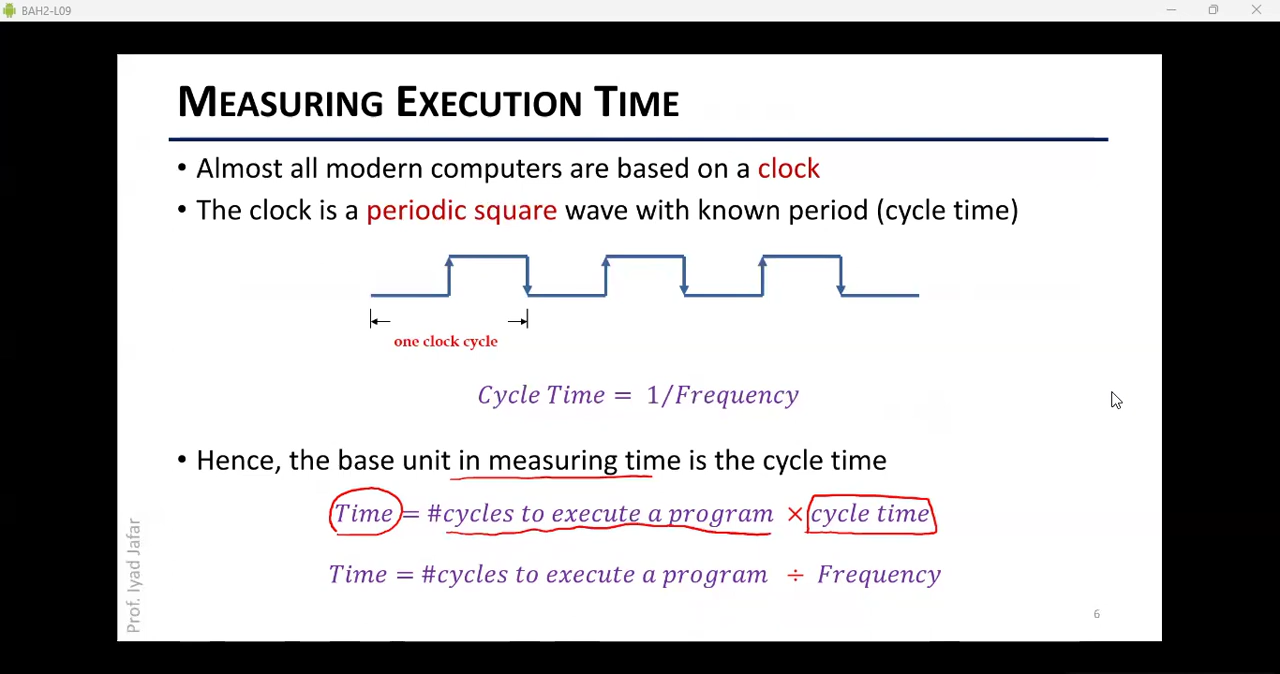 BAH2-L09
MEASURING EXECUTION TIME
• Almost all modern computers are based on a clock
• The clock is a periodic square wave with known period (cycle time)
one clock cycle
Cycle Time = 1/Frequency
• Hence, the base unit in measuring time is the cycle time
Time = #cycles to execute a program × cycle time
Time = #cycles to execute a program ÷ Frequency
Prof. Iyad Jafar
6